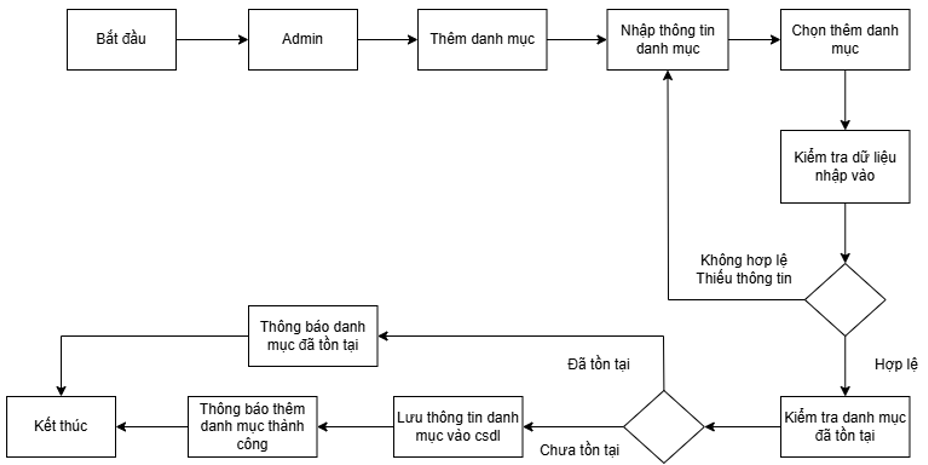 Bắt đầu
Admin
Thêm danh mục
Nhập thông tin
danh mục
Chọn thêm danh
mục
Kiểm tra dữ liệu
nhập vào
Không hợp lệ
Thiếu thông tin
Hợp lệ
Thông báo danh
mục đã tồn tại
Đã tồn tại
Kết thúc
Thông báo thêm
danh mục thành
công
Lưu thông tin danh
mục vào csdl
Chưa tồn tại
Kiểm tra danh mục
đã tồn tại